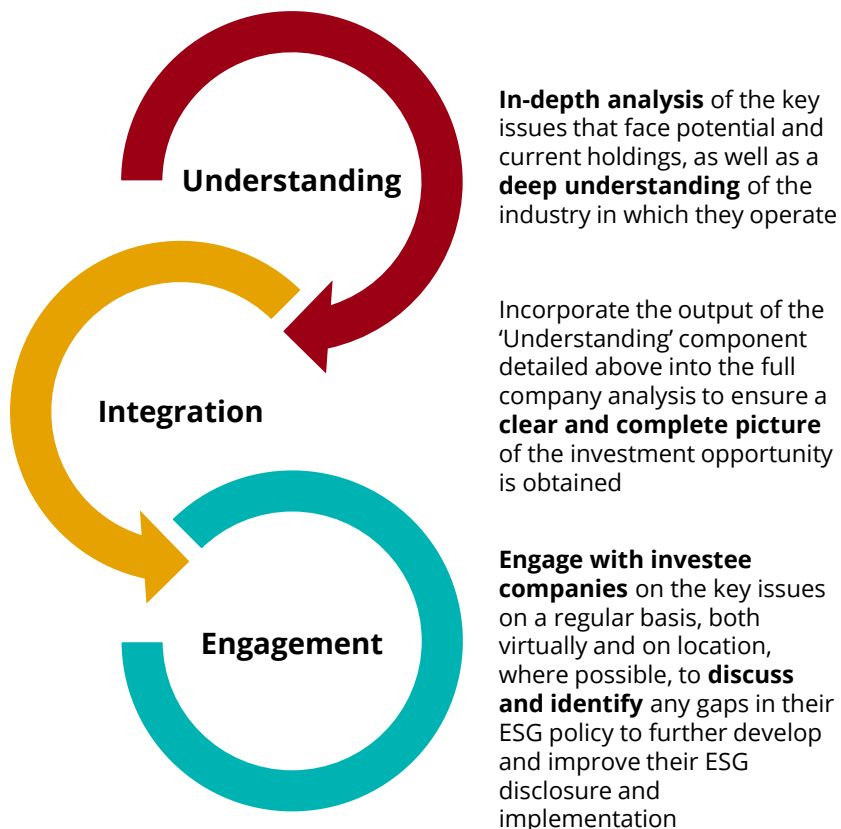 Understanding
In-depth analysis of the key
issues that face potential and
current holdings, as well as a
deep understanding of the
industry in which they operate
Integration
Incorporate the output of the
‘Understanding’ component
detailed above into the full
company analysis to ensure a
clear and complete picture
of the investment opportunity
is obtained
Engagement
Engage with investee
companies on the key issues
on a regular basis, both
virtually and on location,
where possible, to discuss
and identify any gaps in their
ESG policy to further develop
and improve their ESG
disclosure and
implementation